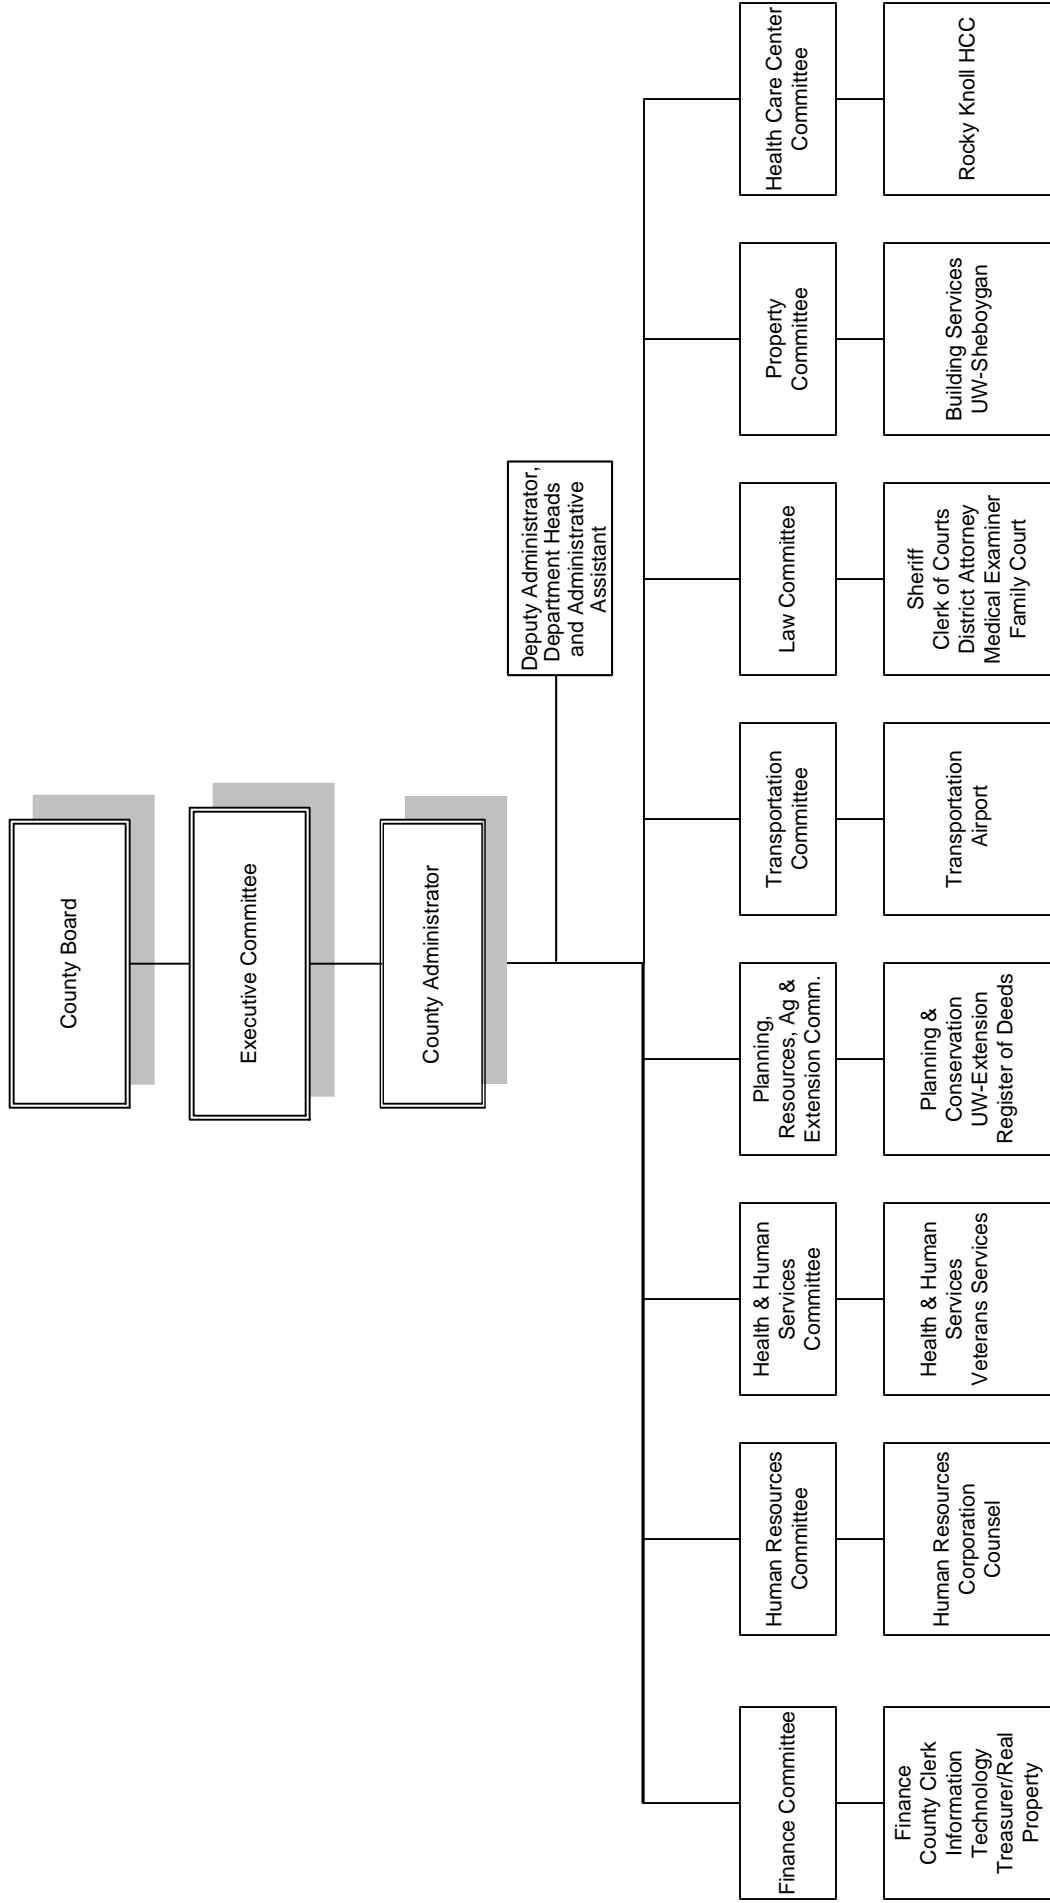 County Board
Executive Committee
County Administrator
Deputy Administrator,
Department Heads
and Administrative
Assistant
Finance Committee
Human Resources
Committee
Health & Human
Services
Committee
Planning,
Resources, Ag &
Extension Comm.
Transportation
Committee
Law Committee
Property
Committee
Health Care Center
Committee
Finance
County Clerk
Information
Technology
Treasurer/Real
Property
Human Resources
Corporation
Counsel
Health & Human
Services
Veterans Services
Planning &
Conservation
UW-Extension
Register of Deeds
Transportation
Airport
Sheriff
Clerk of Courts
District Attorney
Medical Examiner
Family Court
Building Services
UW-Sheboygan
Rocky Knoll HCC